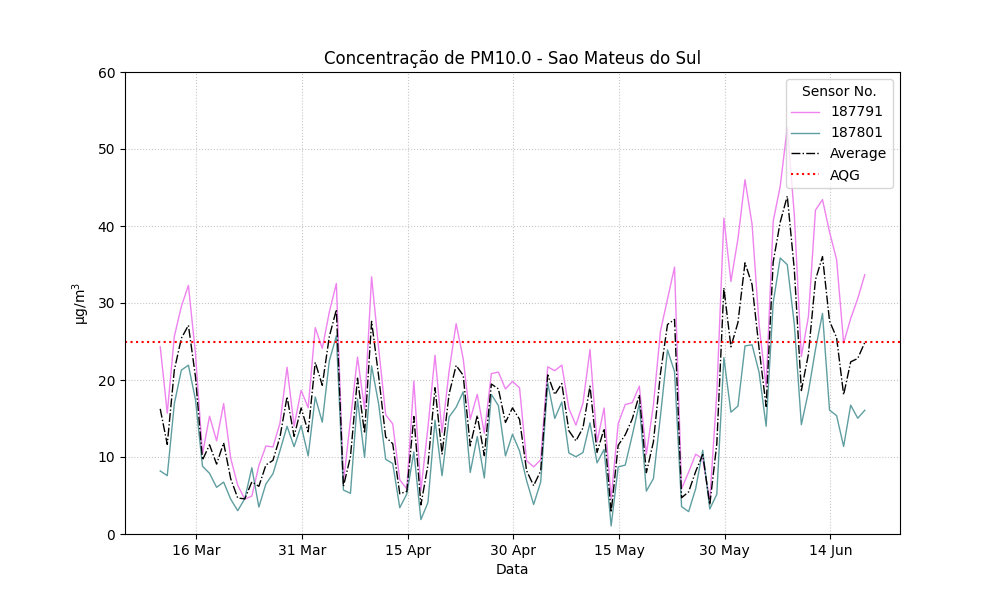 Concentração de PM10.0 - Sao Mateus do Sul
60
50
40
30
20
10
0
µg/m³
16 Mar
31 Mar
15 Apr
30 Apr
15 May
30 May
14 Jun
Data
Sensor No.
187791
187801
Average
AQG